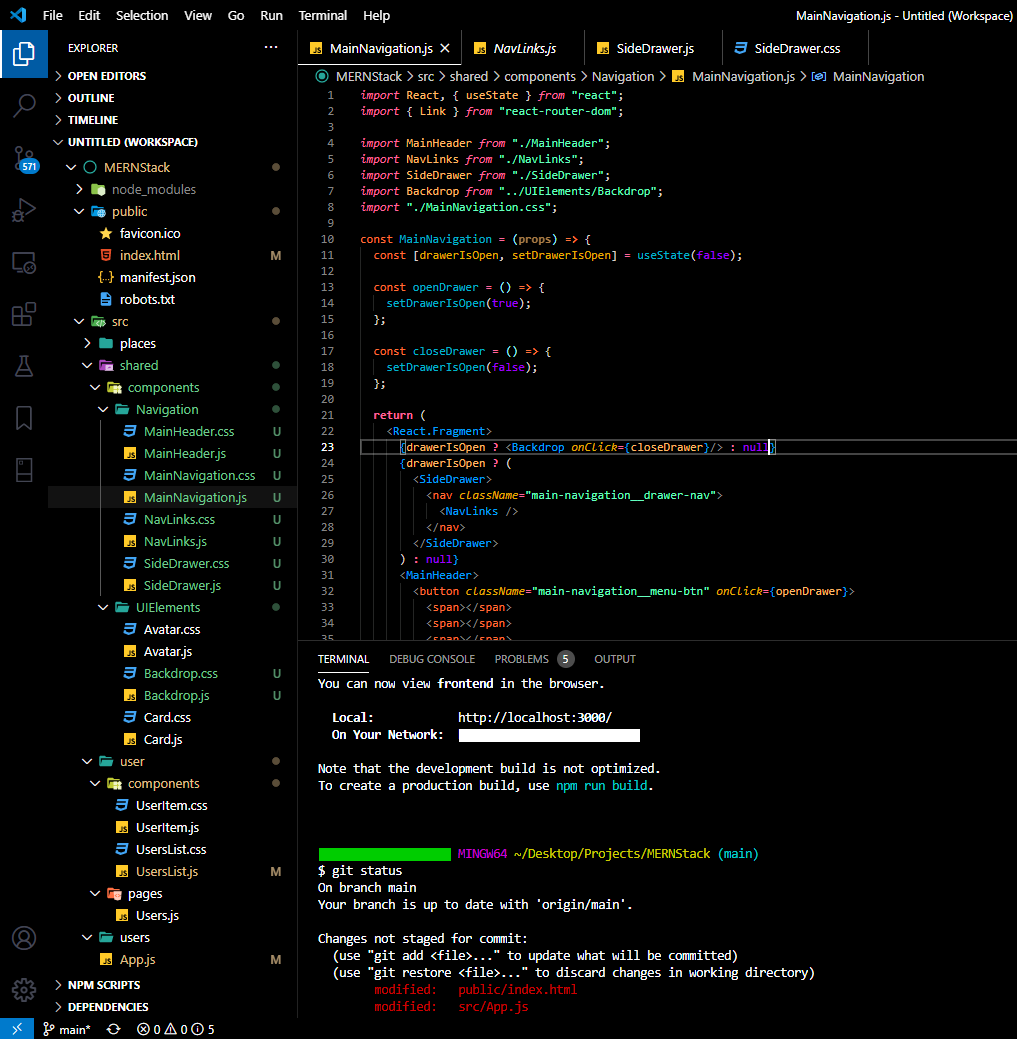 File Edit Selection View Go Run Terminal Help
MainNavigation.js - Untitled (Workspace)
EXPLORER
OPEN EDITORS
OUTLINE
TIMELINE
UNTITLED (WORKSPACE)
571
MERNStack
node_modules
public
favicon.ico
index.html M
manifest.json
robots.txt
src
places
shared
components
Navigation
MainHeader.css U
MainHeader.js U
MainNavigation.css U
MainNavigation.js U
NavLinks.css U
NavLinks.js U
SideDrawer.css U
SideDrawer.js U
UIElements
Avatar.css
Avatar.js
Backdrop.css U
Backdrop.js U
Card.css
Card.js
user
components
UserItem.css
UserItem.js
UsersList.css
UsersList.js M
pages
Users.js
users
App.js M
NPM SCRIPTS
DEPENDENCIES
MainNavigation.js NavLinks.js SideDrawer.js SideDrawer.css
MERNStack > src > shared > components > Navigation > MainNavigation.js > MainNavigation
1 import React, { useState } from "react";
2 import { Link } from "react-router-dom";
3
4 import MainHeader from "./MainHeader";
5 import NavLinks from "./NavLinks";
6 import SideDrawer from "./SideDrawer";
7 import Backdrop from "../UIElements/Backdrop";
8 import "./MainNavigation.css";
9
10 const MainNavigation = (props) => {
11 const [drawerIsOpen, setDrawerIsOpen] = useState(false);
12
13 const openDrawer = () => {
14 setDrawerIsOpen(true);
15 };
16
17 const closeDrawer = () => {
18 setDrawerIsOpen(false);
19 };
20
21 return (
22 <React.Fragment>
23 {drawerIsOpen ? <Backdrop onClick={closeDrawer}/> : null}
24 {drawerIsOpen ? (
25 <SideDrawer>
26 <nav className="main-navigation__drawer-nav">
27 <NavLinks />
28 </nav>
29 </SideDrawer>
30 ) : null}
31 <MainHeader>
32 <button className="main-navigation__menu-btn" onClick={openDrawer}>
33 <span></span>
34 <span></span>
35 <span></span>
TERMINAL DEBUG CONSOLE PROBLEMS 5 OUTPUT
You can now view frontend in the browser.
Local: http://localhost:3000/
On Your Network:
Note that the development build is not optimized.
To create a production build, use npm run build.
MINGW64 ~/Desktop/Projects/MERNStack (main)
$ git status
On branch main
Your branch is up to date with 'origin/main'.
Changes not staged for commit:
(use "git add <file>..." to update what will be committed)
(use "git restore <file>..." to discard changes in working directory)
modified: public/index.html
modified: src/App.js
main* 0 0 5